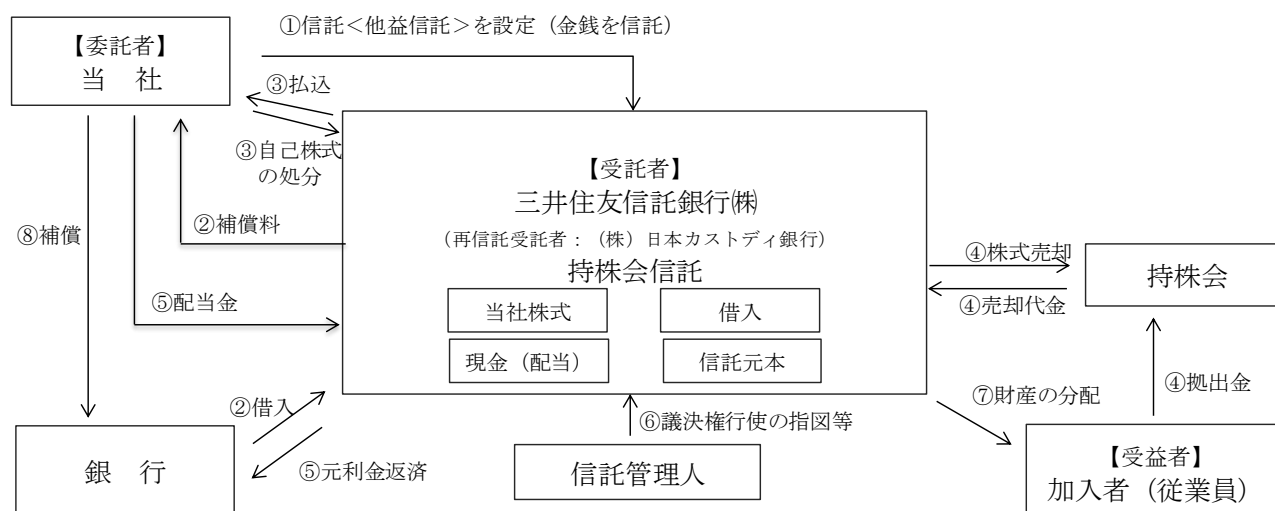 ①信託＜他益信託＞を設定（金銭を信託）
【委託者】
当　社
③払込
③自己株式
の処分
【受託者】
三井住友信託銀行㈱
（再信託受託者：（株）日本カストディ銀行）
持株会信託
②補償料
⑧補償
④株式売却
持株会
④売却代金
⑤配当金
当社株式
借入
現金（配当）
信託元本
④拠出金
⑦財産の分配
②借入
⑥議決権行使の指図等
銀　行
⑤元利金返済
信託管理人
【受益者】
加入者（従業員）